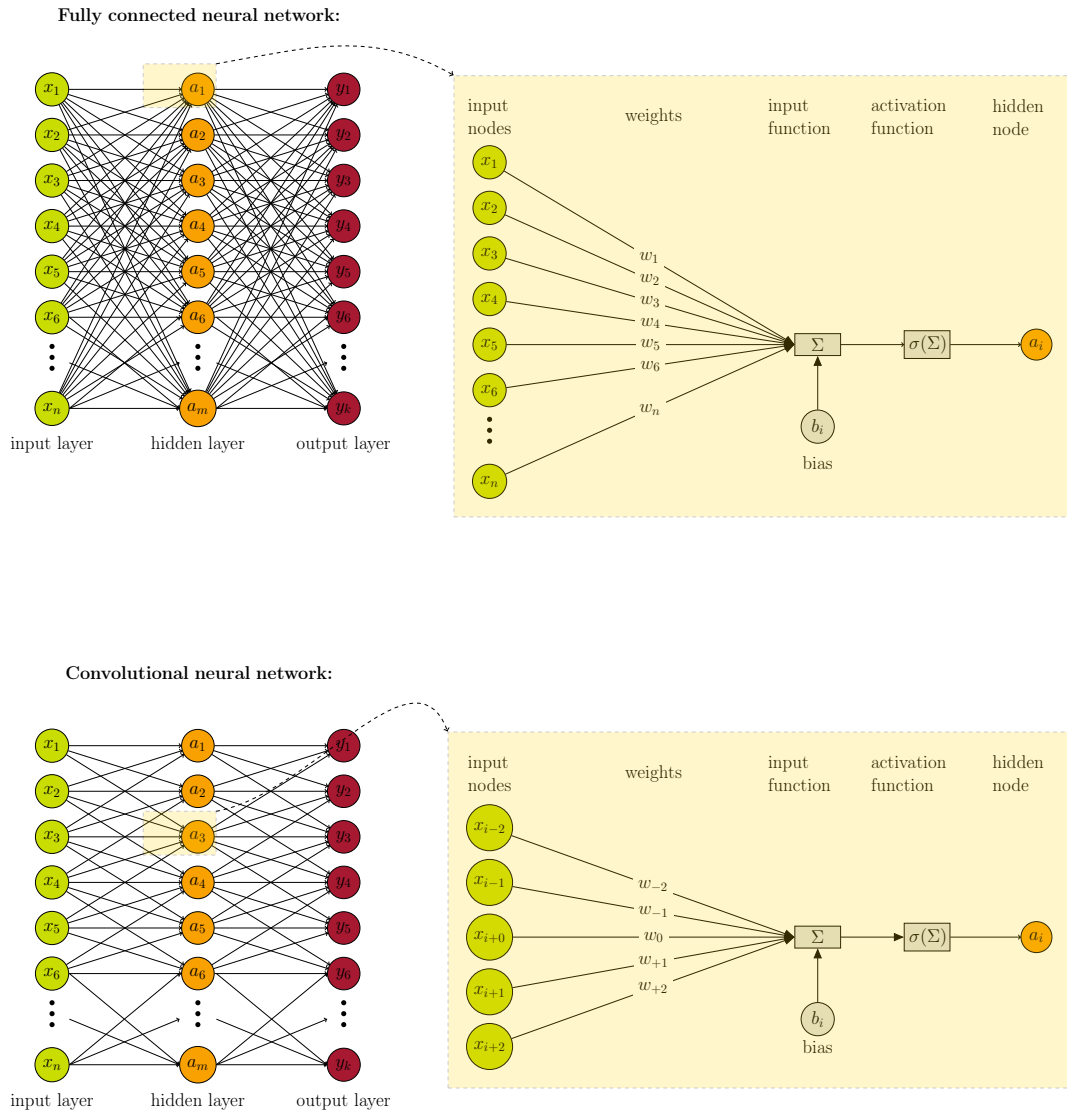 Fully connected neural network:
x₁ a₁ y₁
x₂ a₂ y₂
x₃ a₃ y₃
x₄ a₄ y₄
x₅ a₅ y₅
x₆ a₆ y₆
xₙ aₘ yₖ
input layer hidden layer output layer
input nodes
weights
input function
activation function
hidden node
x₁
x₂
x₃
x₄
x₅
x₆
xₙ
w₁
w₂
w₃
w₄
w₅
w₆
wₙ
Σ
σ(Σ)
aᵢ
bᵢ
bias
Convolutional neural network:
x₁ a₁ y₁
x₂ a₂ y₂
x₃ a₃ y₃
x₄ a₄ y₄
x₅ a₅ y₅
x₆ a₆ y₆
xₙ aₘ yₖ
input layer hidden layer output layer
input nodes
weights
input function
activation function
hidden node
xᵢ₋₂
xᵢ₋₁
xᵢ₊₀
xᵢ₊₁
xᵢ₊₂
w₋₂
w₋₁
w₀
w₊₁
w₊₂
Σ
σ(Σ)
aᵢ
bᵢ
bias